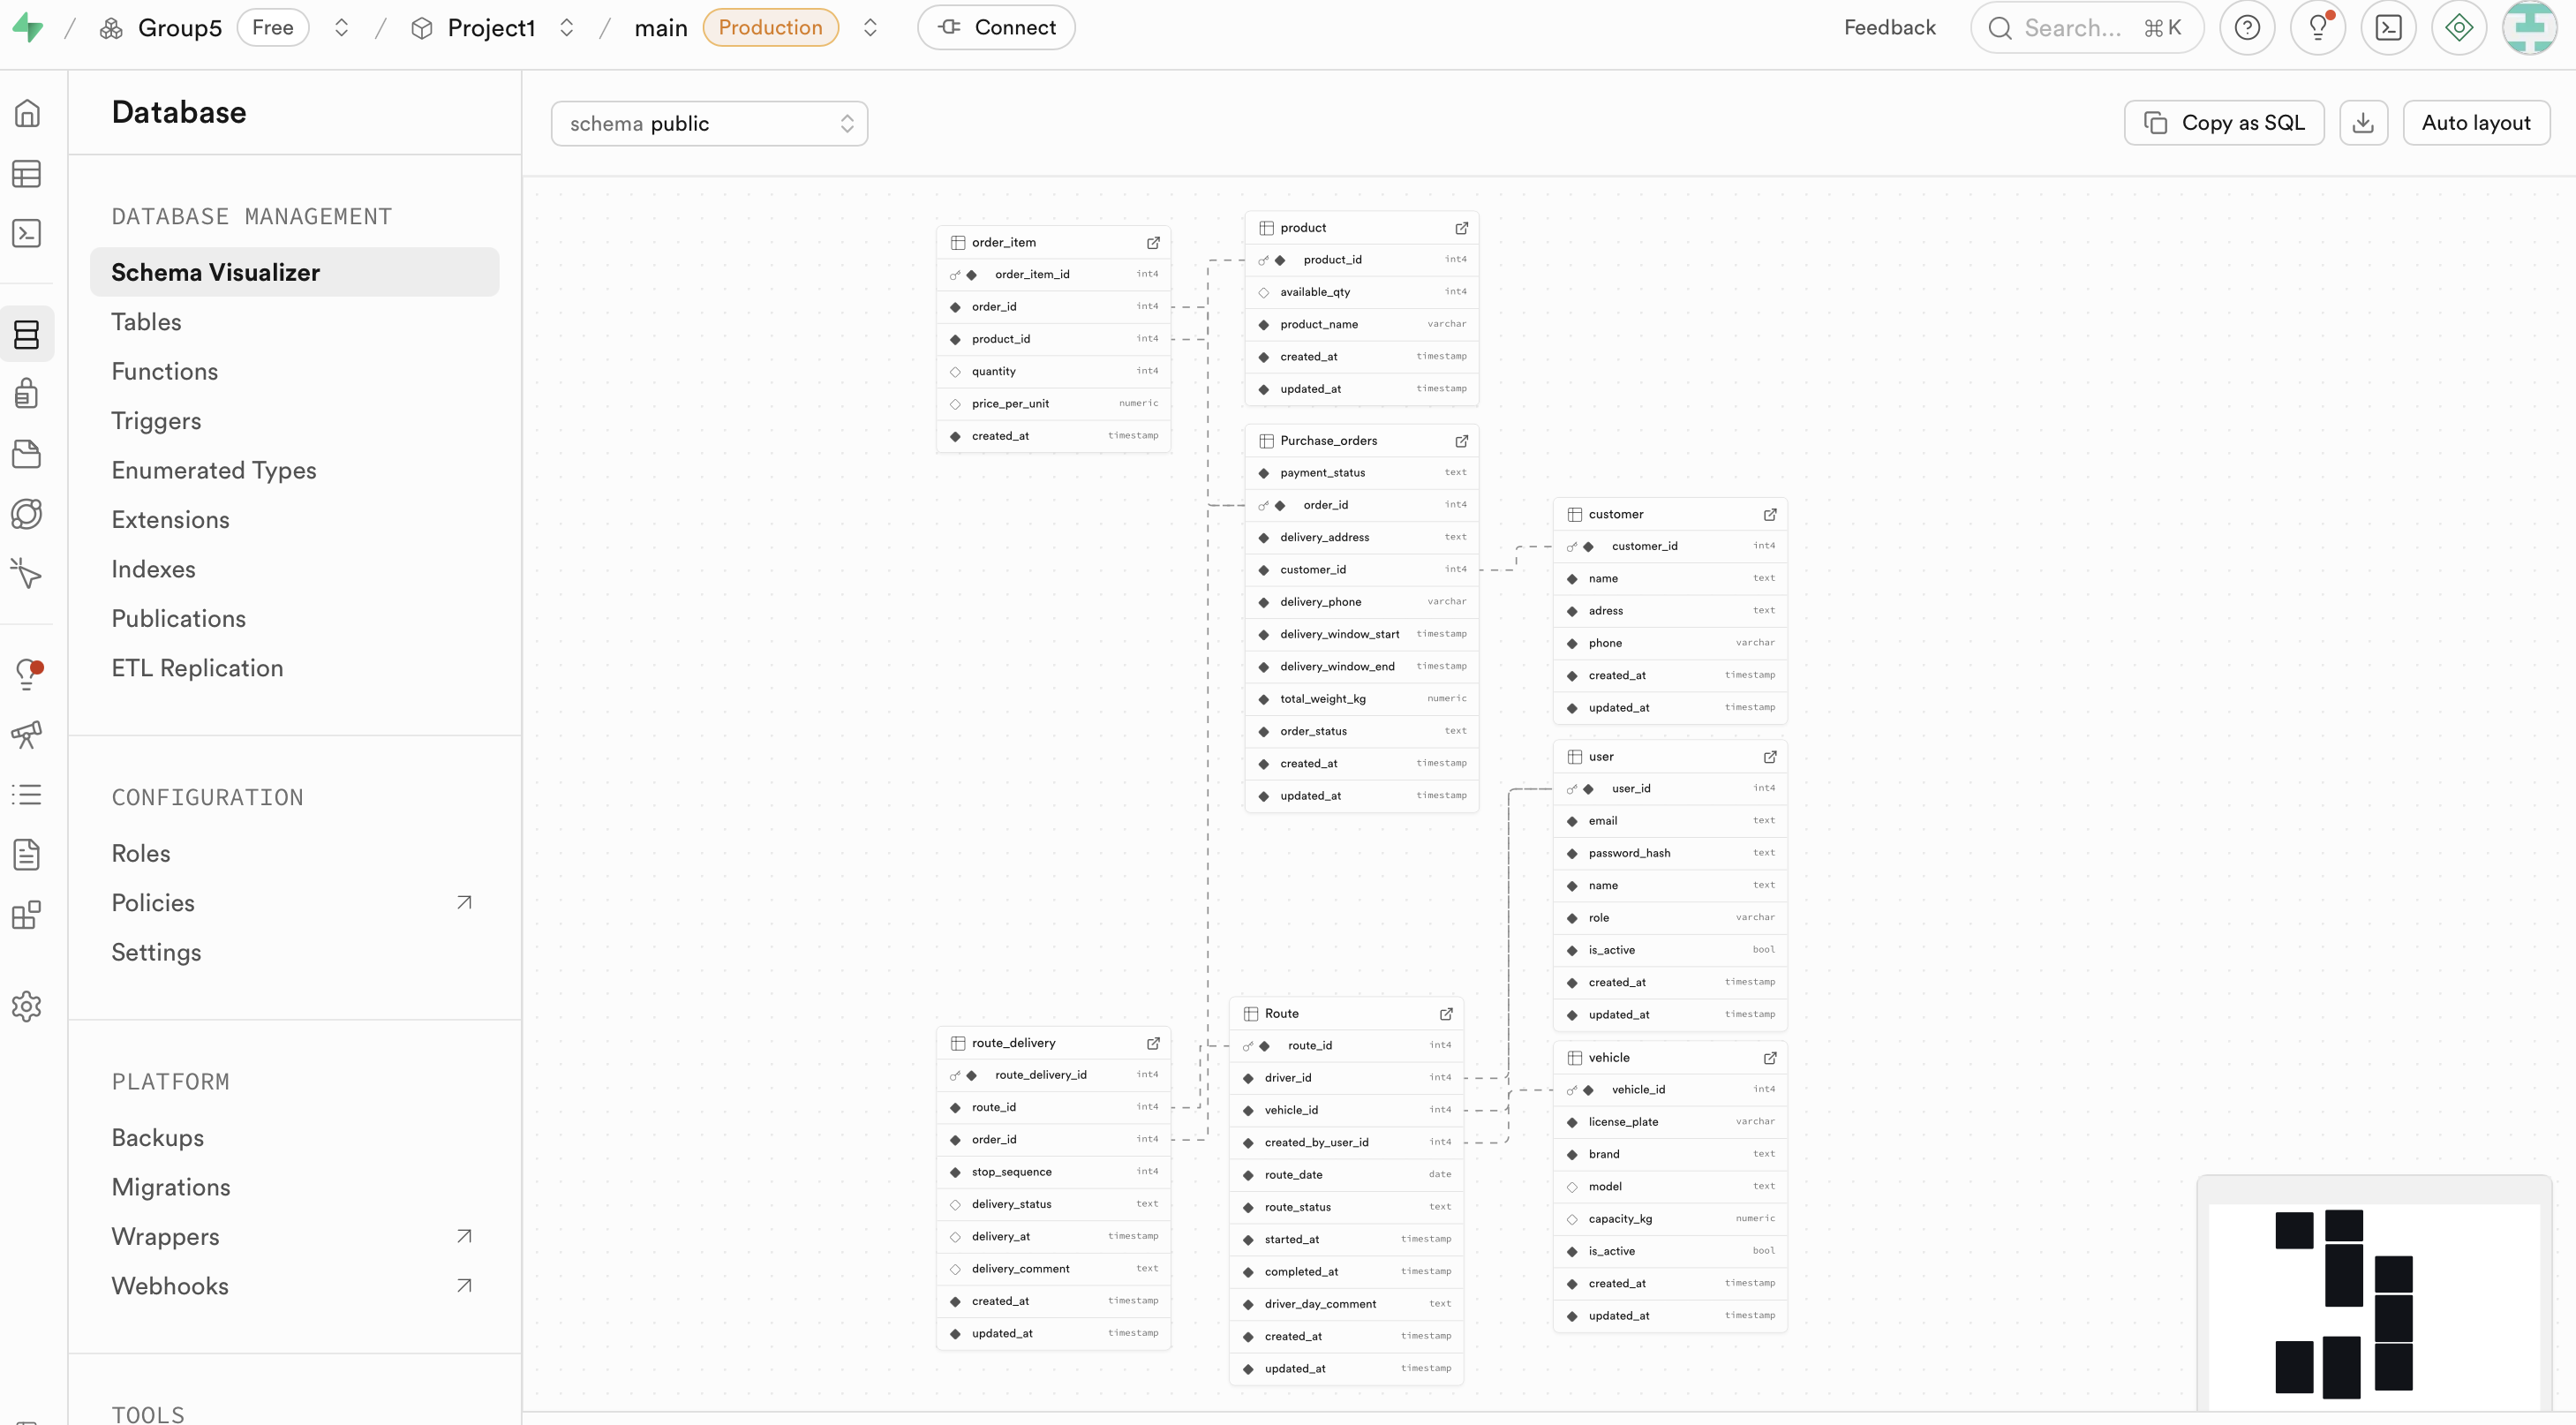 Group5 Free Project1 main Production Connect Feedback Search... ⌘K
Database
DATABASE MANAGEMENT
Schema Visualizer
Tables
Functions
Triggers
Enumerated Types
Extensions
Indexes
Publications
ETL Replication
CONFIGURATION
Roles
Policies
Settings
PLATFORM
Backups
Migrations
Wrappers
Webhooks
TOOLS
schema public
Copy as SQL
Auto layout
order_item
order_item_id int4
order_id int4
product_id int4
quantity int4
price_per_unit numeric
created_at timestamp
product
product_id int4
available_qty int4
product_name varchar
created_at timestamp
updated_at timestamp
Purchase_orders
payment_status text
order_id int4
delivery_address text
customer_id int4
delivery_phone varchar
delivery_window_start timestamp
delivery_window_end timestamp
total_weight_kg numeric
order_status text
created_at timestamp
updated_at timestamp
customer
customer_id int4
name text
adress text
phone varchar
created_at timestamp
updated_at timestamp
user
user_id int4
email text
password_hash text
name text
role varchar
is_active bool
created_at timestamp
updated_at timestamp
route_delivery
route_delivery_id int4
route_id int4
order_id int4
stop_sequence int4
delivery_status text
delivery_at timestamp
delivery_comment text
created_at timestamp
updated_at timestamp
Route
route_id int4
driver_id int4
vehicle_id int4
created_by_user_id int4
route_date date
route_status text
started_at timestamp
completed_at timestamp
driver_day_comment text
created_at timestamp
updated_at timestamp
vehicle
vehicle_id int4
license_plate varchar
brand text
model text
capacity_kg numeric
is_active bool
created_at timestamp
updated_at timestamp